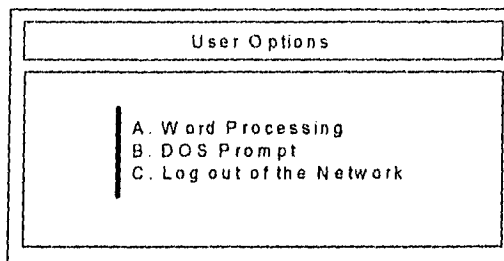 User Options
A. Word Processing
B. DOS Prompt
C. Log out of the Network